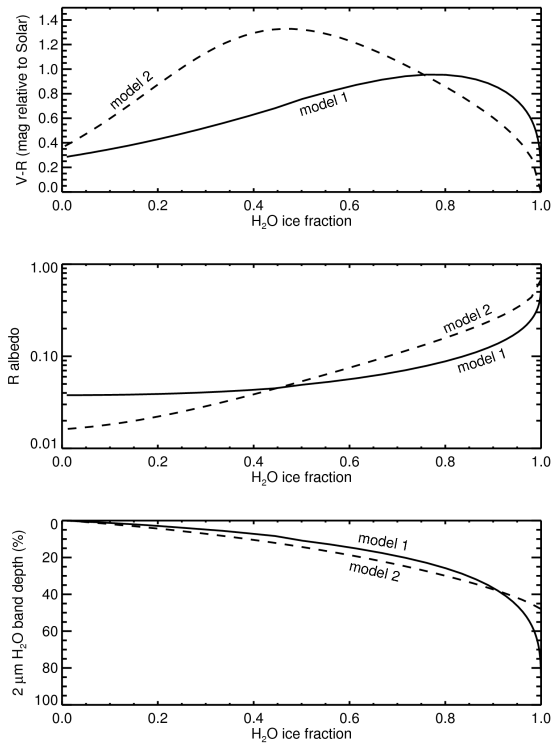 V-R (mag relative to Solar)
1.4
1.2
1.0
0.8
0.6
0.4
0.2
0.0
model 2
model 1
0.0 0.2 0.4 0.6 0.8 1.0
H₂O ice fraction
R albedo
1.00
0.10
0.01
model 2
model 1
0.0 0.2 0.4 0.6 0.8 1.0
H₂O ice fraction
2 μm H₂O band depth (%)
0
20
40
60
80
100
model 1
model 2
0.0 0.2 0.4 0.6 0.8 1.0
H₂O ice fraction